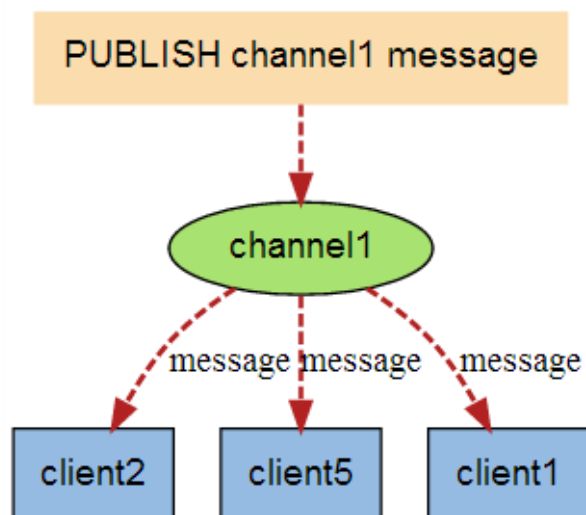 PUBLISH channel1 message
channel1
message message message
client2 client5 client1